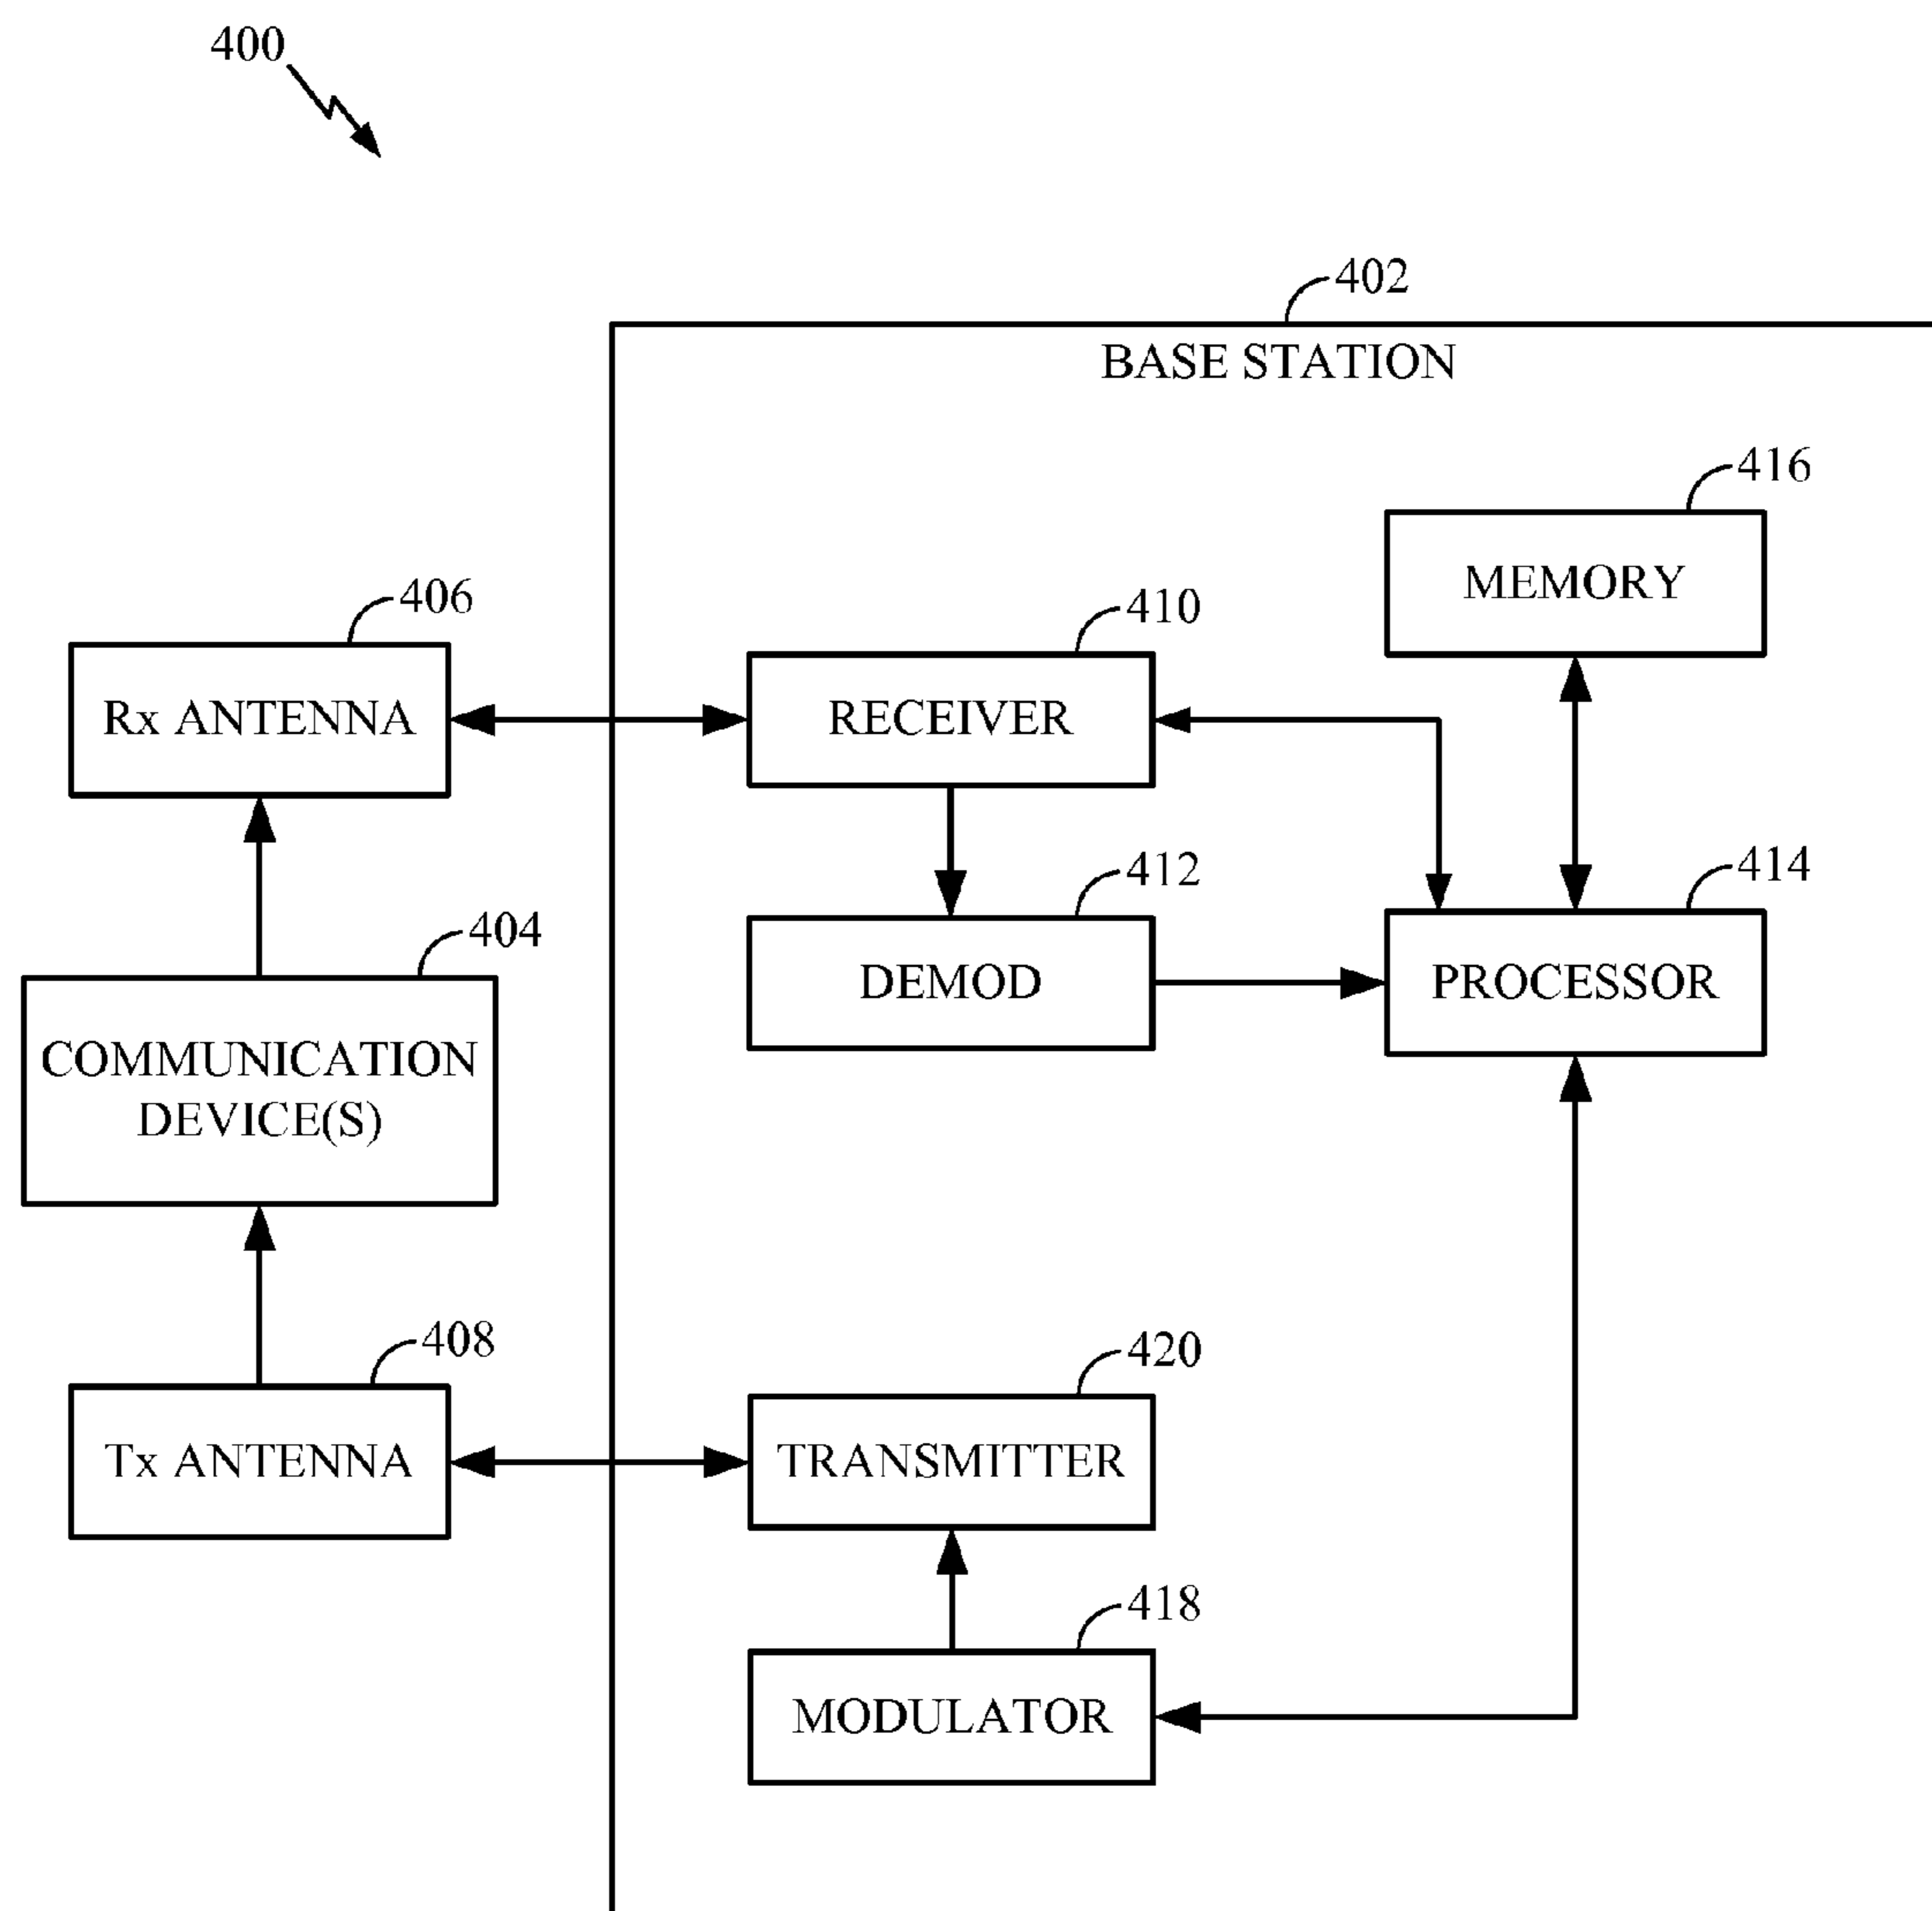 400
402
BASE STATION
416
MEMORY
406
Rx ANTENNA
410
RECEIVER
412
DEMOD
414
PROCESSOR
404
COMMUNICATION
DEVICE(S)
408
Tx ANTENNA
420
TRANSMITTER
418
MODULATOR